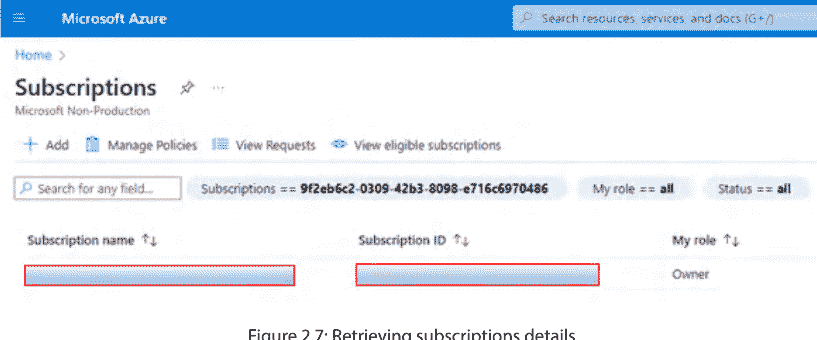 Microsoft Azure
Search resources, services, and docs (G+/)
Home >
Subscriptions
Microsoft Non-Production
Add Manage Policies View Requests View eligible subscriptions
Search for any field... Subscriptions == 9f2eb6c2-0309-42b3-8098-e716c6970486 My role == all Status == all
Subscription name ↑↓ Subscription ID ↑↓ My role ↑↓
Owner
Figure 2.7: Retrieving subscriptions details